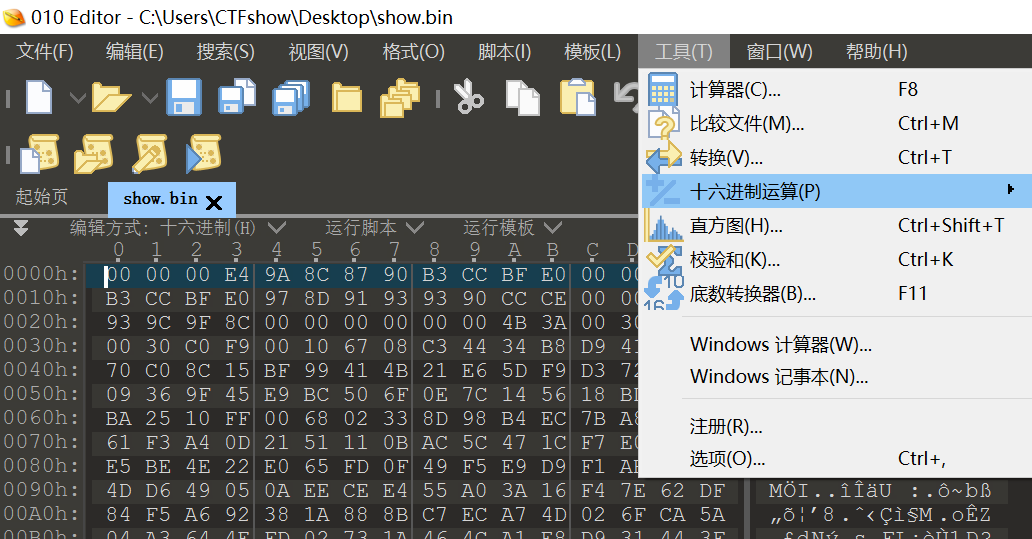 010 Editor - C:\Users\CTFshow\Desktop\show.bin
文件(F) 编辑(E) 搜索(S) 视图(V) 格式(O) 脚本(I) 模板(L) 工具(T) 窗口(W) 帮助(H)
计算器(C)... F8
比较文件(M)... Ctrl+M
转换(V)... Ctrl+T
十六进制运算(P)
直方图(H)... Ctrl+Shift+T
校验和(K)... Ctrl+K
底数转换器(B)... F11
Windows 计算器(W)...
Windows 记事本(N)...
注册(R)...
选项(O)... Ctrl+,
起始页 show.bin
编辑方式: 十六进制(H) 运行脚本 运行模板
0 1 2 3 4 5 6 7 8 9 A B C D
0000h: 00 00 00 E4 9A 8C 87 90 B3 CC BF E0 00 00
0010h: B3 CC BF E0 97 8D 91 93 93 90 CC CE 00 00
0020h: 93 9C 9F 8C 00 00 00 00 00 00 4B 3A 00 30
0030h: 00 30 C0 F9 00 10 67 08 C3 44 34 B8 D9 41
0040h: 70 C0 8C 15 BF 99 41 4B 21 E6 5D F9 D3 72
0050h: 09 36 9F 45 E9 BC 50 6F 0E 7C 14 56 18
0060h: BA 25 10 FF 00 68 02 33 8D 98 B4 EC 7B A8
0070h: 61 F3 A4 0D 21 51 11 0B AC 5C 47 1C F7
0080h: E5 BE 4E 22 E0 65 FD 0F 49 F5 E9 D9 F1
0090h: 4D D6 49 05 0A EE CE E4 55 A0 3A 16 F4 7E 62 DF MÖI..îÎäU :.ô~bß
00A0h: 84 F5 A6 92 38 1A 88 8B C7 EC A7 4D 02 6F CA 5A „õ¦’8.ˆ‹Çì§M.oÊZ